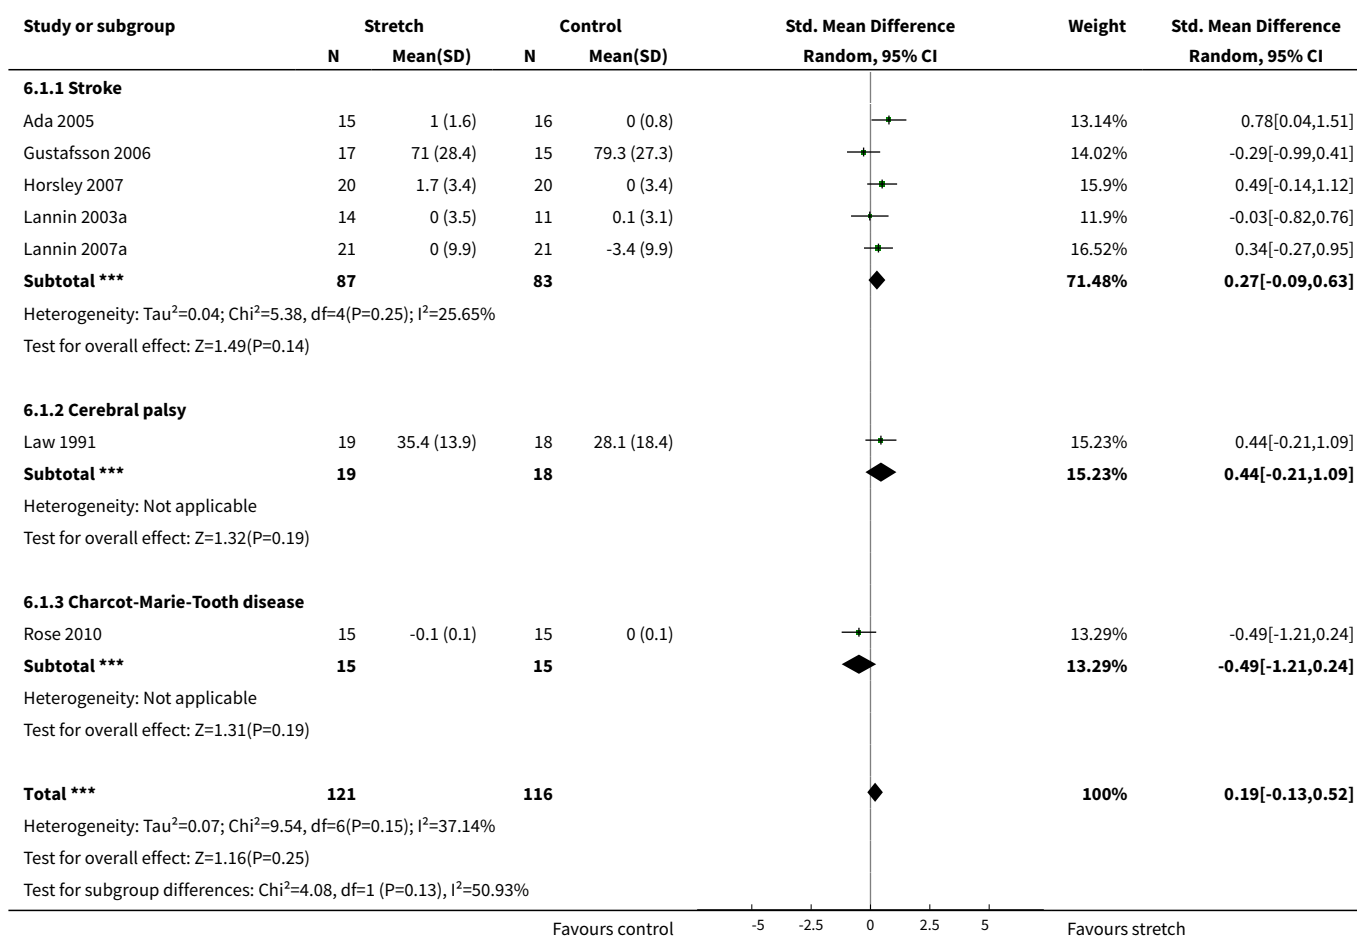 Study or subgroup Stretch Control Std. Mean Difference Weight Std. Mean Difference
N Mean(SD) N Mean(SD) Random, 95% CI Random, 95% CI
6.1.1 Stroke
Ada 2005 15 1 (1.6) 16 0 (0.8) 13.14% 0.78[0.04,1.51]
Gustafsson 2006 17 71 (28.4) 15 79.3 (27.3) 14.02% -0.29[-0.99,0.41]
Horsley 2007 20 1.7 (3.4) 20 0 (3.4) 15.9% 0.49[-0.14,1.12]
Lannin 2003a 14 0 (3.5) 11 0.1 (3.1) 11.9% -0.03[-0.82,0.76]
Lannin 2007a 21 0 (9.9) 21 -3.4 (9.9) 16.52% 0.34[-0.27,0.95]
Subtotal *** 87 83 71.48% 0.27[-0.09,0.63]
Heterogeneity: Tau²=0.04; Chi²=5.38, df=4(P=0.25); I²=25.65%
Test for overall effect: Z=1.49(P=0.14)
6.1.2 Cerebral palsy
Law 1991 19 35.4 (13.9) 18 28.1 (18.4) 15.23% 0.44[-0.21,1.09]
Subtotal *** 19 18 15.23% 0.44[-0.21,1.09]
Heterogeneity: Not applicable
Test for overall effect: Z=1.32(P=0.19)
6.1.3 Charcot-Marie-Tooth disease
Rose 2010 15 -0.1 (0.1) 15 0 (0.1) 13.29% -0.49[-1.21,0.24]
Subtotal *** 15 15 13.29% -0.49[-1.21,0.24]
Heterogeneity: Not applicable
Test for overall effect: Z=1.31(P=0.19)
Total *** 121 116 100% 0.19[-0.13,0.52]
Heterogeneity: Tau²=0.07; Chi²=9.54, df=6(P=0.15); I²=37.14%
Test for overall effect: Z=1.16(P=0.25)
Test for subgroup differences: Chi²=4.08, df=1 (P=0.13), I²=50.93%
Favours control -5 -2.5 0 2.5 5 Favours stretch